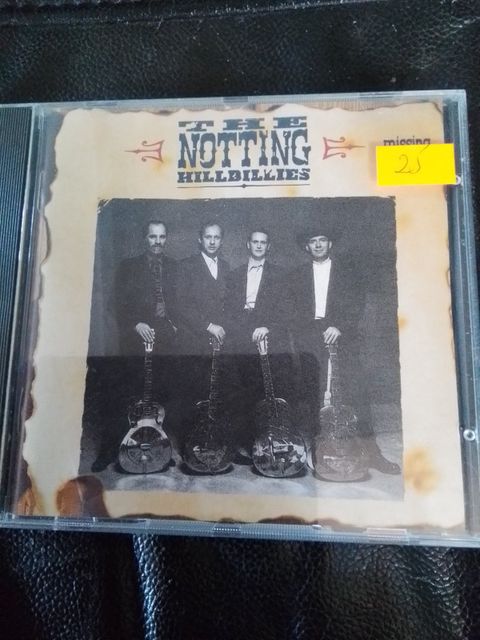 THE
NOTTING
HILLBILLIES
missing
25